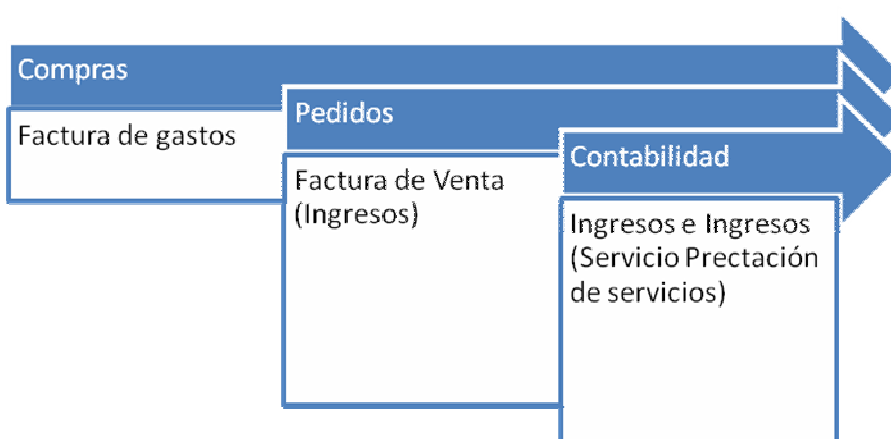 Compras
Factura de gastos
Pedidos
Factura de Venta
(Ingresos)
Contabilidad
Ingresos e Ingresos
(Servicio Prectación
de servicios)